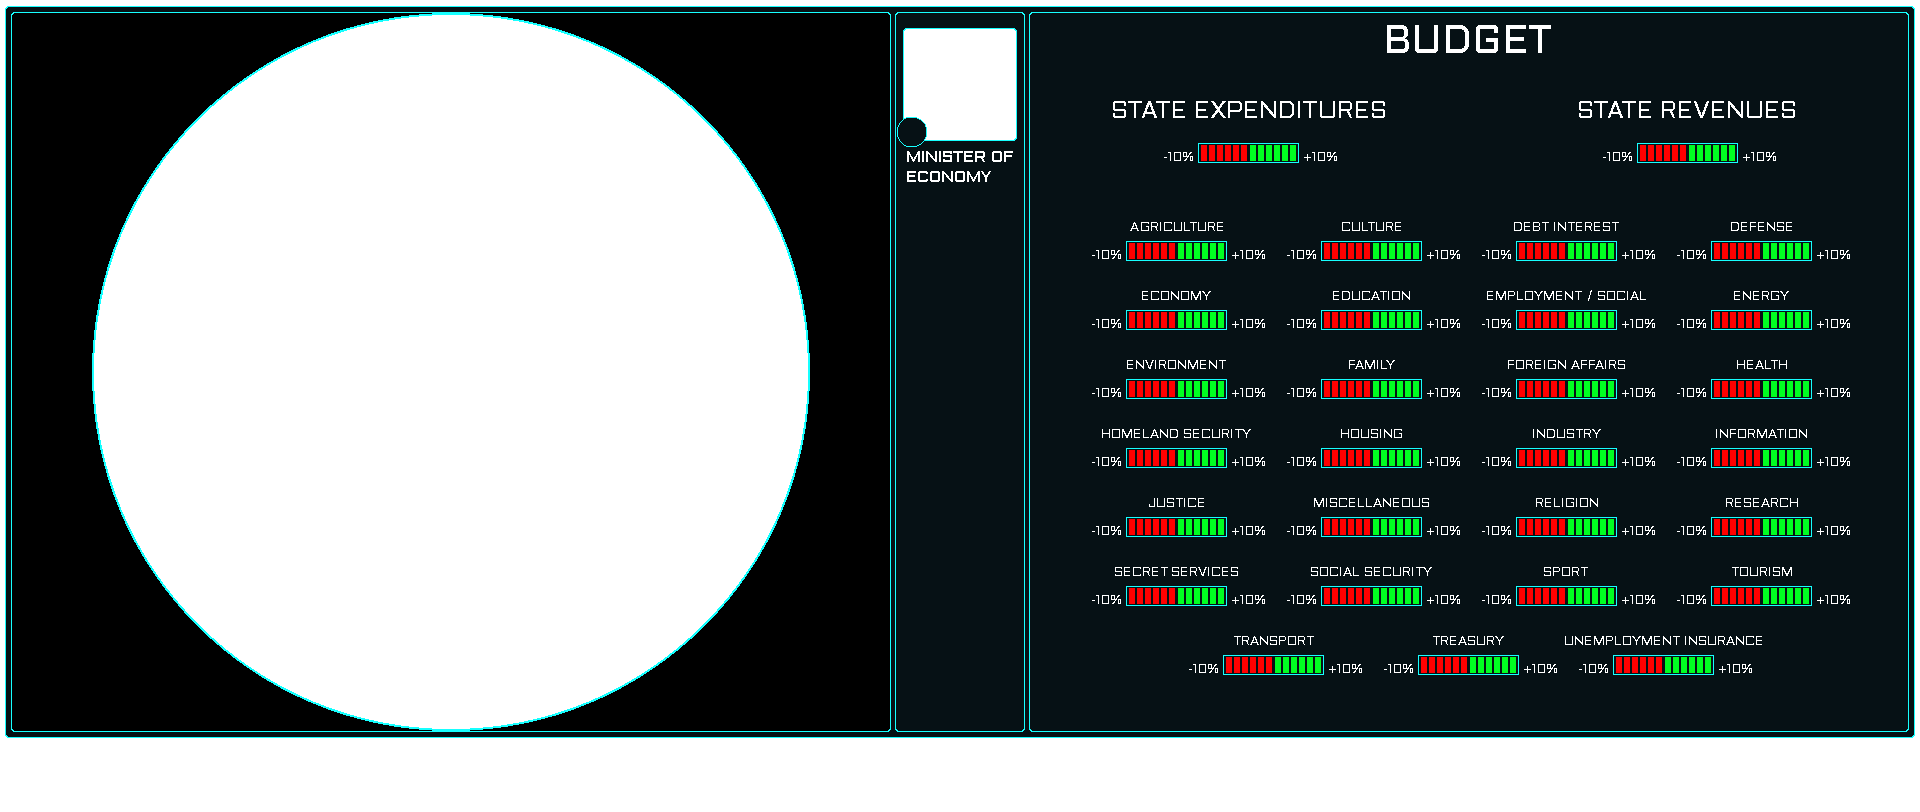 BUDGET
STATE EXPENDITURES STATE REVENUES
-10% +10% -10% +10%
MINISTER OF
ECONOMY
AGRICULTURE CULTURE DEBT INTEREST DEFENSE
-10% +10% -10% +10% -10% +10% -10% +10%
ECONOMY EDUCATION EMPLOYMENT / SOCIAL ENERGY
-10% +10% -10% +10% -10% +10% -10% +10%
ENVIRONMENT FAMILY FOREIGN AFFAIRS HEALTH
-10% +10% -10% +10% -10% +10% -10% +10%
HOMELAND SECURITY HOUSING INDUSTRY INFORMATION
-10% +10% -10% +10% -10% +10% -10% +10%
JUSTICE MISCELLANEOUS RELIGION RESEARCH
-10% +10% -10% +10% -10% +10% -10% +10%
SECRET SERVICES SOCIAL SECURITY SPORT TOURISM
-10% +10% -10% +10% -10% +10% -10% +10%
TRANSPORT TREASURY UNEMPLOYMENT INSURANCE
-10% +10% -10% +10% -10% +10%